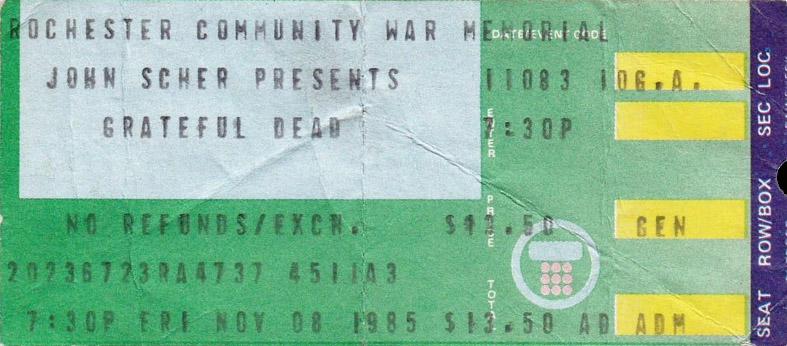 ROCHESTER COMMUNITY WAR MEMORIAL
DATE/EVENT CODE
JOHN SCHER PRESENTS 11083 10G.A.
GRATEFUL DEAD 7:30P
ENTER
NO REFUNDS/EXCH. $13.50 GEN
PRICE
20236723RA4737 4511A3
TOTAL
7:30P FRI NOV 08 1985 $13.50 AD ADM
SEC LOC.
ROW/BOX
SEAT